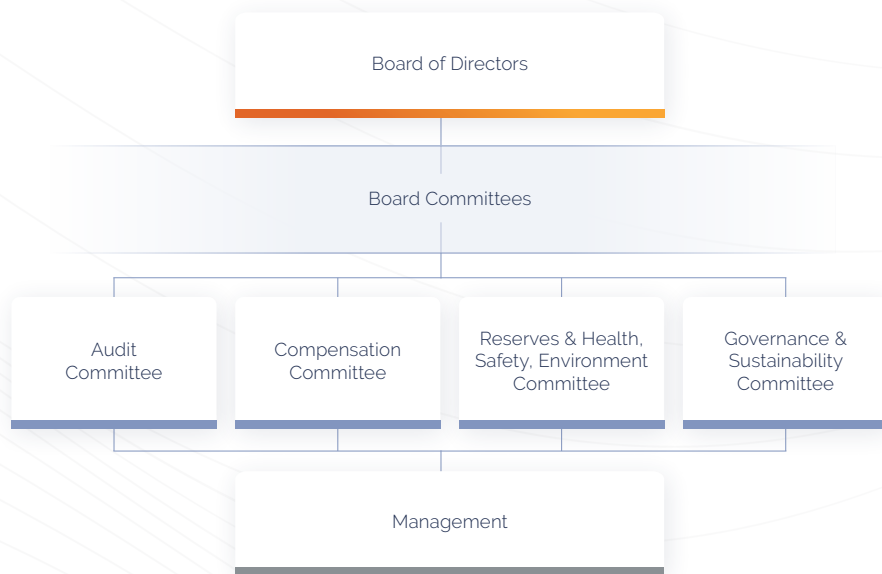 Board of Directors
Board Committees
Audit
Committee
Compensation
Committee
Reserves & Health,
Safety, Environment
Committee
Governance &
Sustainability
Committee
Management